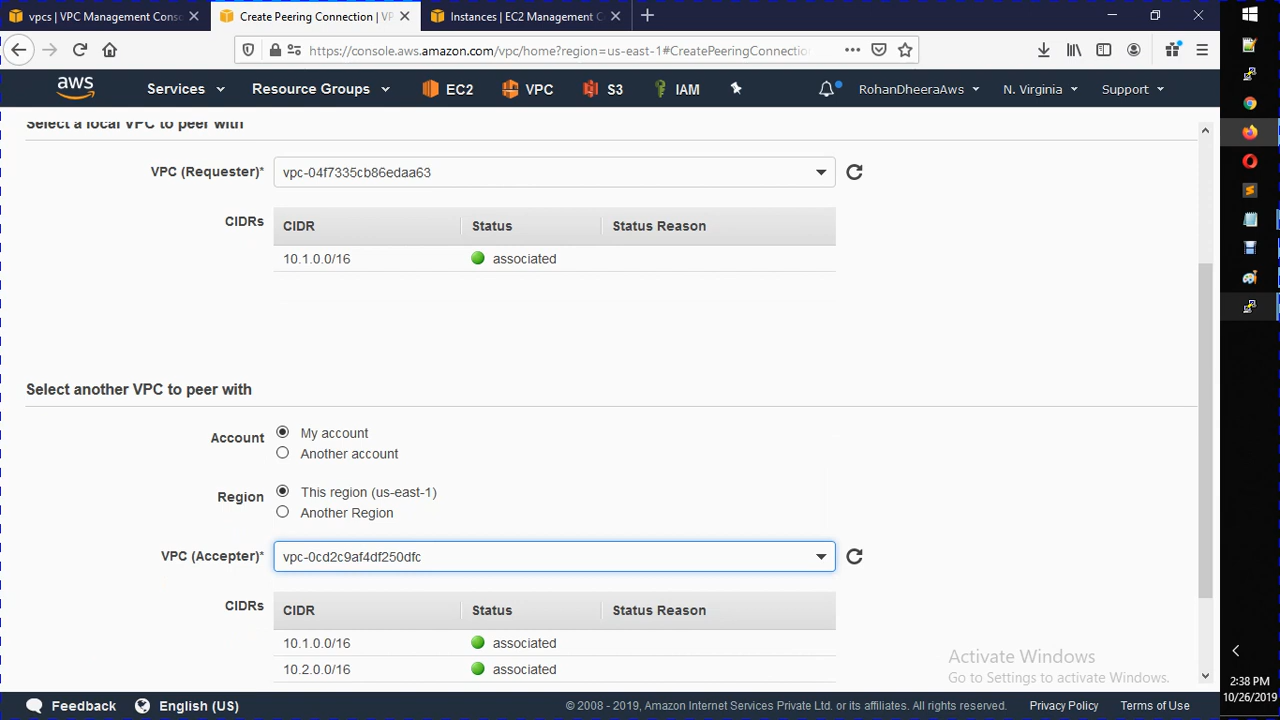 vpcs | VPC Management Conso
Create Peering Connection | VP
Instances | EC2 Management C
https://console.aws.amazon.com/vpc/home?region=us-east-1#CreatePeeringConnectio
aws
Services
Resource Groups
EC2
VPC
S3
IAM
RohanDheeraAws
N. Virginia
Support
Select a local VPC to peer with
VPC (Requester)*
vpc-04f7335cb86edaa63
CIDRs
CIDR Status Status Reason
10.1.0.0/16 associated
Select another VPC to peer with
Account
My account
Another account
Region
This region (us-east-1)
Another Region
VPC (Accepter)*
vpc-0cd2c9af4df250dfc
CIDRs
CIDR Status Status Reason
10.1.0.0/16 associated
10.2.0.0/16 associated
Activate Windows
Go to Settings to activate Windows.
2:38 PM
10/26/2019
Feedback
English (US)
© 2008 - 2019, Amazon Internet Services Private Ltd. or its affiliates. All rights reserved.
Privacy Policy
Terms of Use